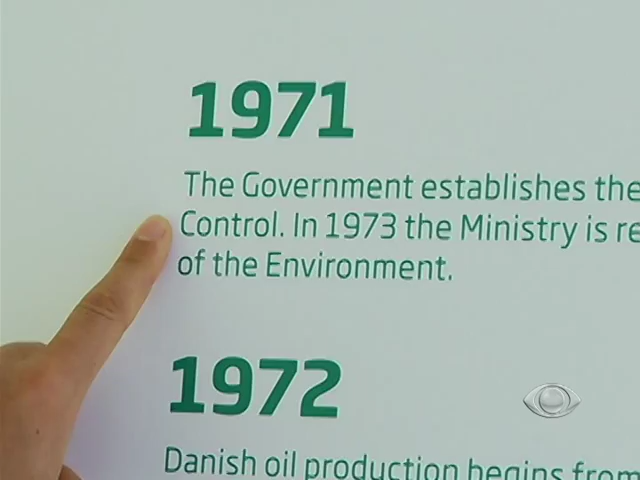 1971
The Government establishes the
Control. In 1973 the Ministry is re
of the Environment.
1972
Danish oil production begins from